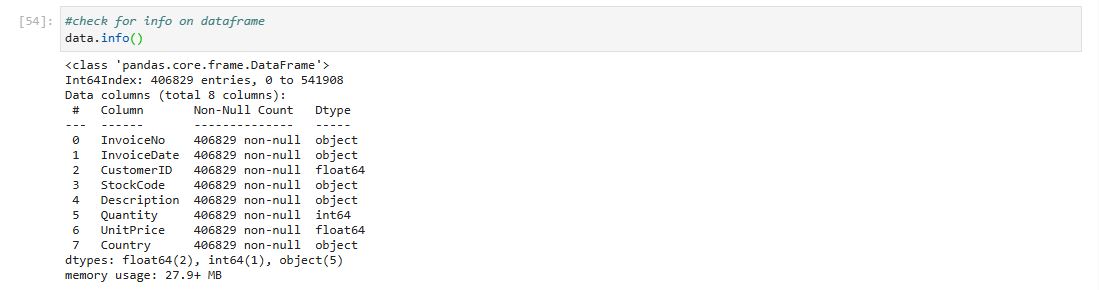 [54]: #check for info on dataframe
data.info()
<class 'pandas.core.frame.DataFrame'>
Int64Index: 406829 entries, 0 to 541908
Data columns (total 8 columns):
 #   Column       Non-Null Count   Dtype
---  ------       --------------   -----
 0   InvoiceNo    406829 non-null  object
 1   InvoiceDate  406829 non-null  object
 2   CustomerID   406829 non-null  float64
 3   StockCode    406829 non-null  object
 4   Description  406829 non-null  object
 5   Quantity     406829 non-null  int64
 6   UnitPrice    406829 non-null  float64
 7   Country      406829 non-null  object
dtypes: float64(2), int64(1), object(5)
memory usage: 27.9+ MB